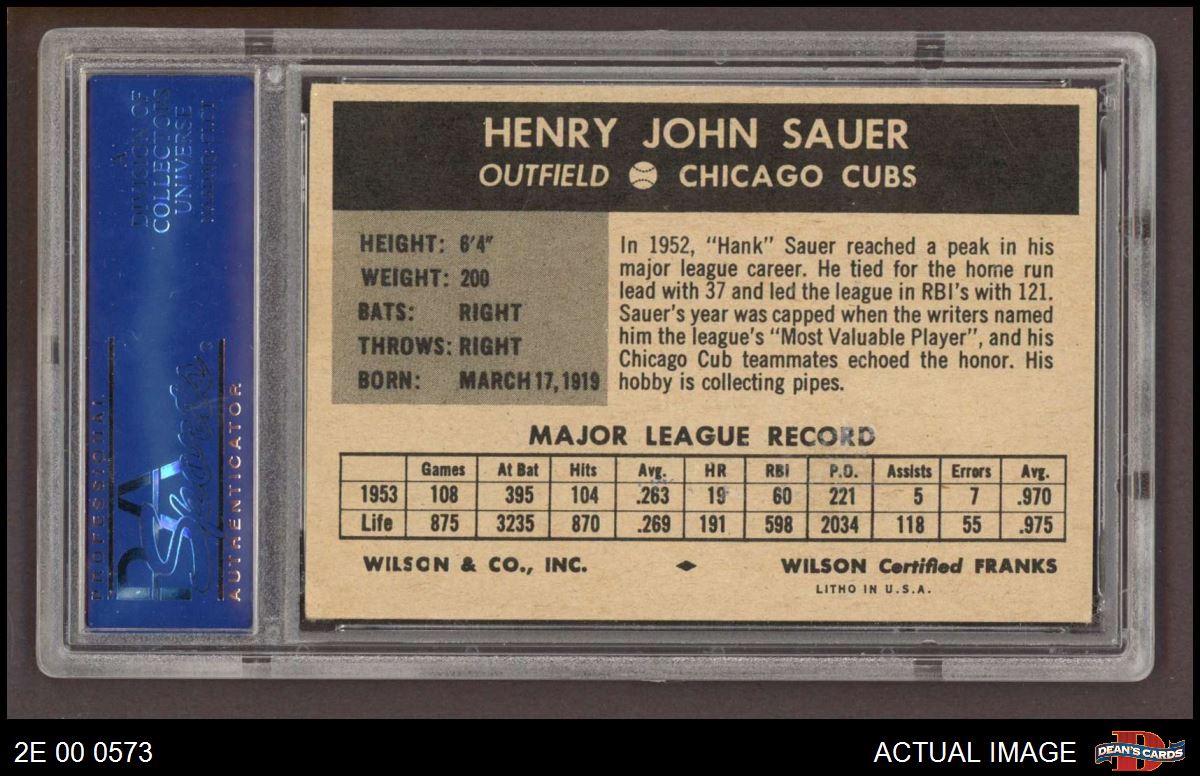 A
DIVISION OF
COLLECTORS
UNIVERSE
PROFESSIONAL
PSA
AUTHENTICATOR
HENRY JOHN SAUER
OUTFIELD CHICAGO CUBS
HEIGHT: 6'4"
WEIGHT: 200
BATS: RIGHT
THROWS: RIGHT
BORN: MARCH 17, 1919
In 1952, "Hank" Sauer reached a peak in his
major league career. He tied for the home run
lead with 37 and led the league in RBI's with 121.
Sauer's year was capped when the writers named
him the league's "Most Valuable Player", and his
Chicago Cub teammates echoed the honor. His
hobby is collecting pipes.
MAJOR LEAGUE RECORD
Games At Bat Hits Avg. HR RBI P.O. Assists Errors Avg.
1953 108 395 104 .263 19 60 221 5 7 .970
Life 875 3235 870 .269 191 598 2034 118 55 .975
WILSON & CO., INC. WILSON Certified FRANKS
LITHO IN U.S.A.
2E 00 0573 ACTUAL IMAGE DEAN'S CARDS